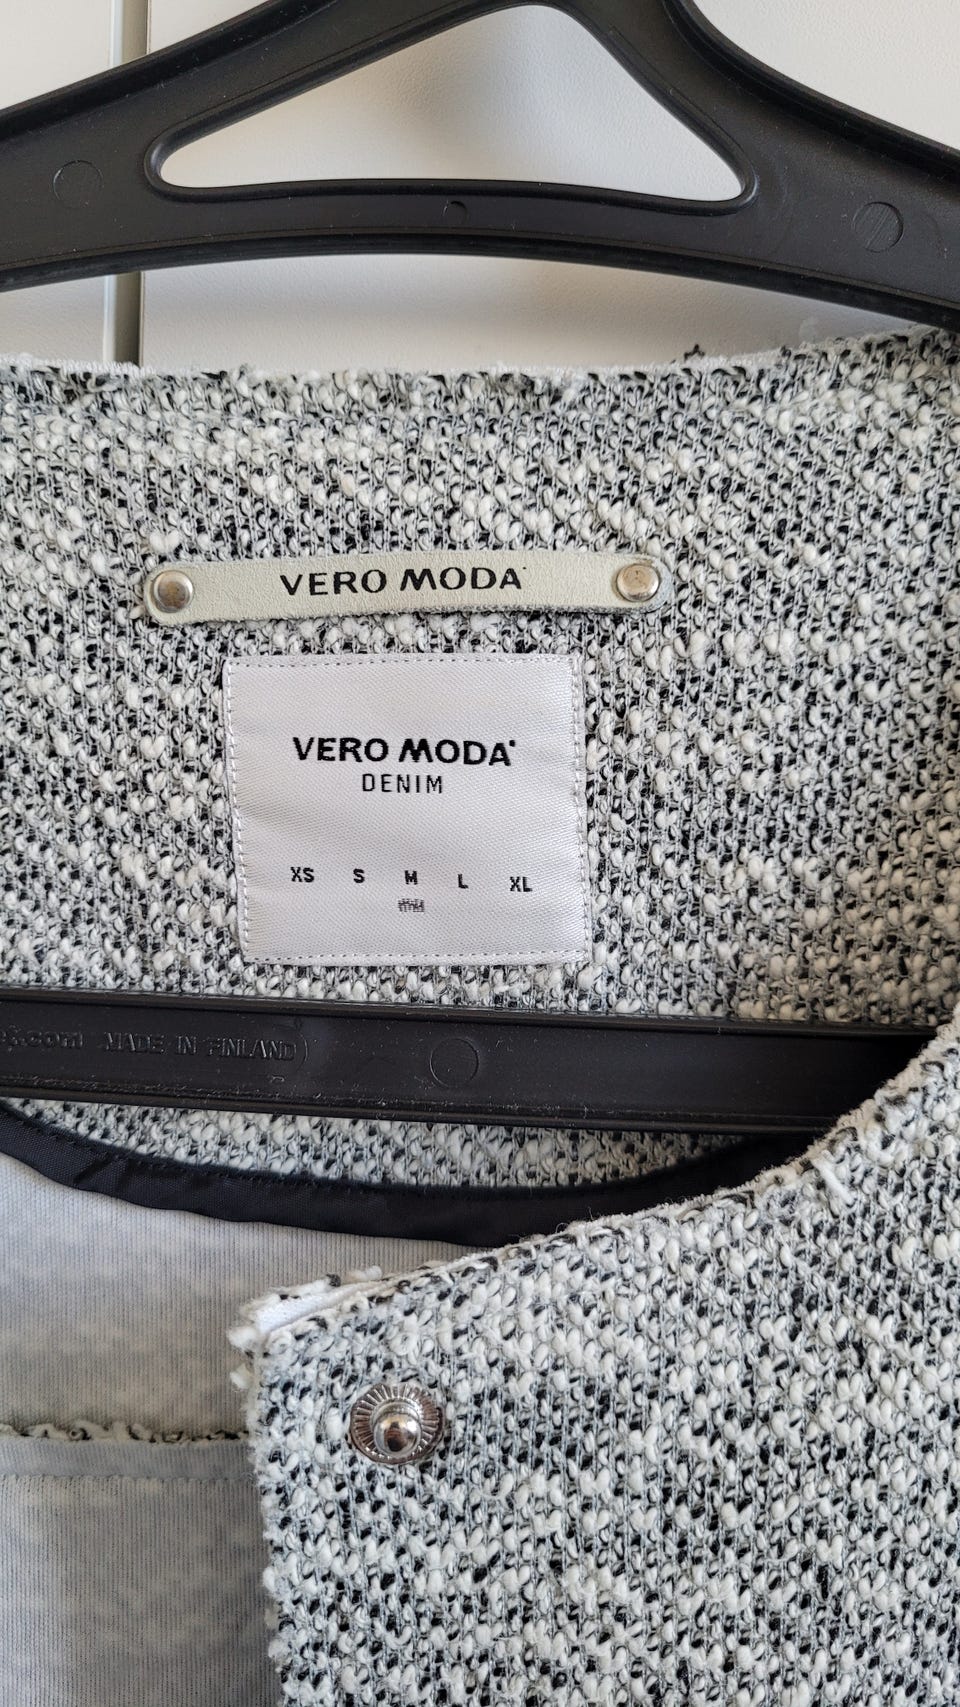 VERO MODA
VERO MODA
DENIM
XS S M L XL
MADE IN FINLAND